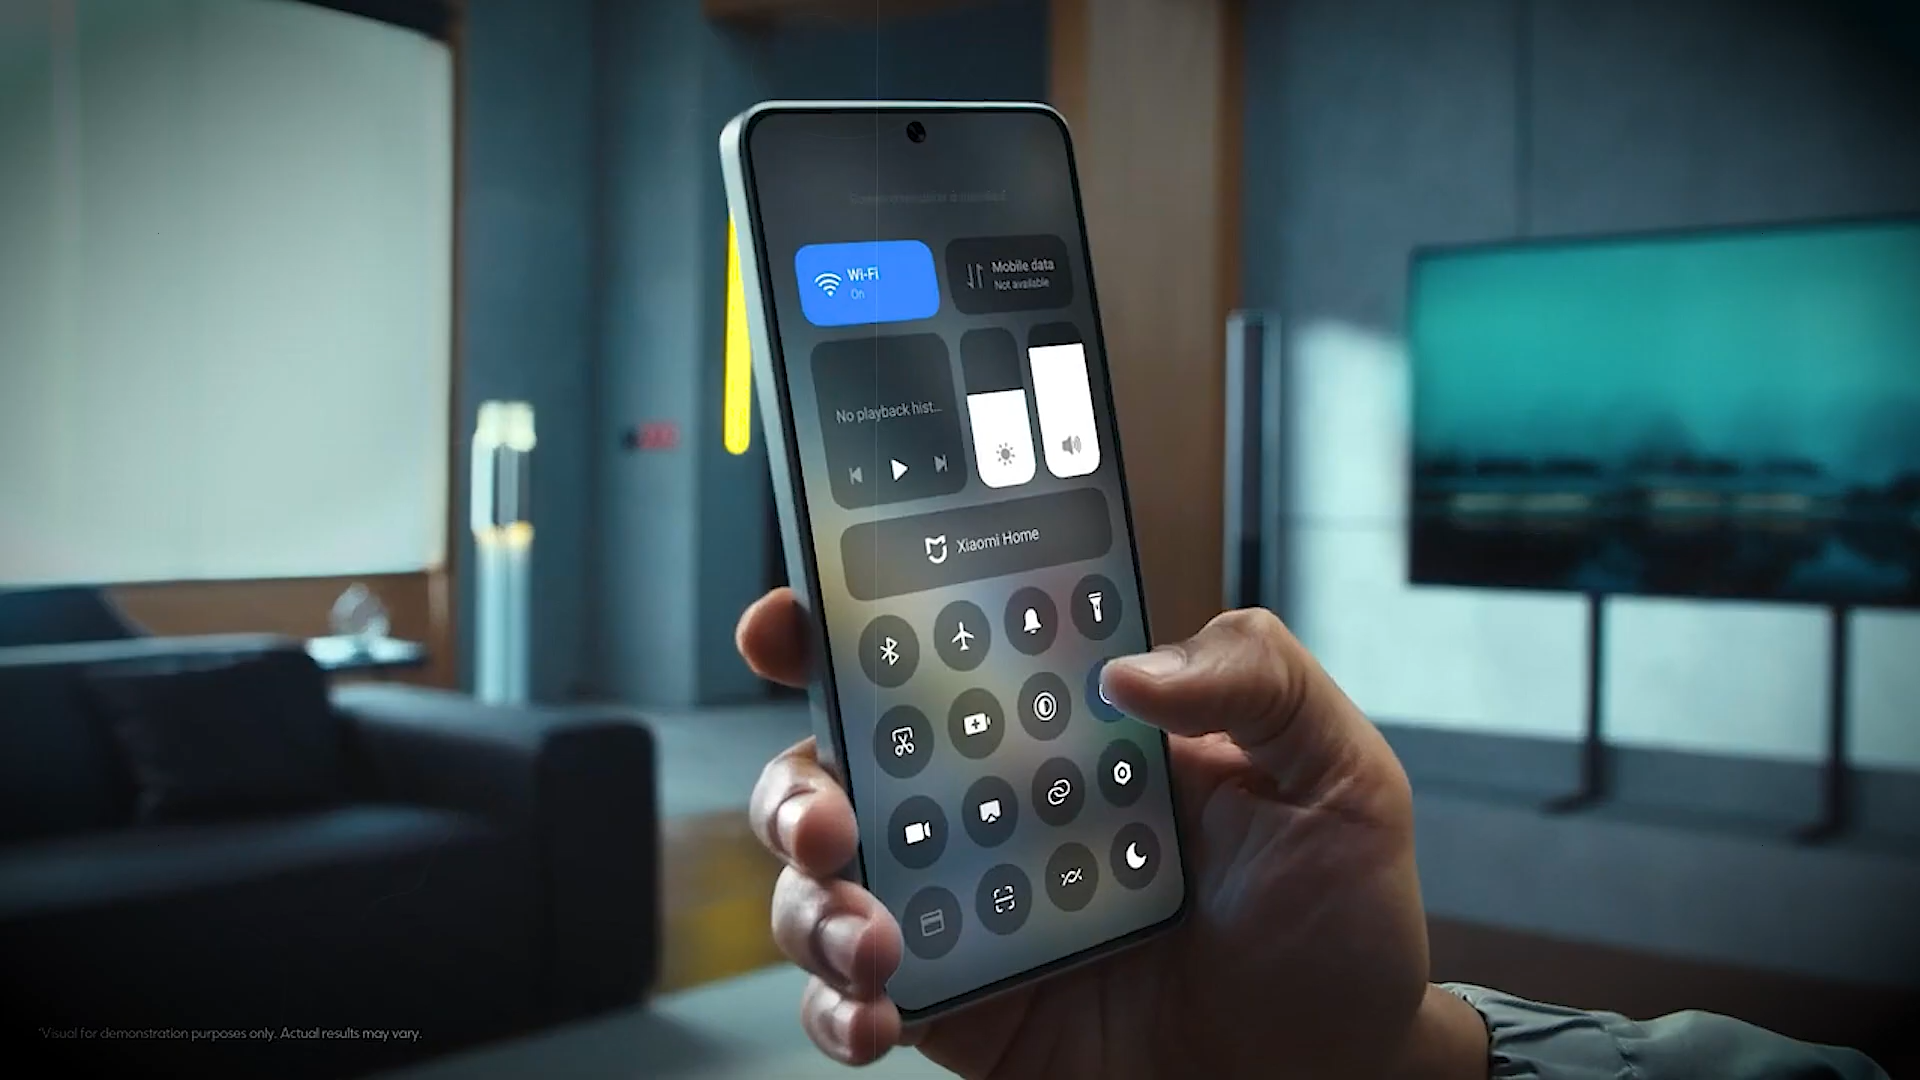 Wi-Fi
On
Mobile data
Not available
No playback hist...
Xiaomi Home
*Visual for demonstration purposes only. Actual results may vary.